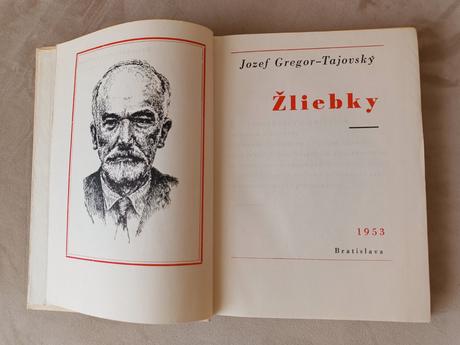 Jozef Gregor-Tajovský
Žliebky
1953
Bratislava